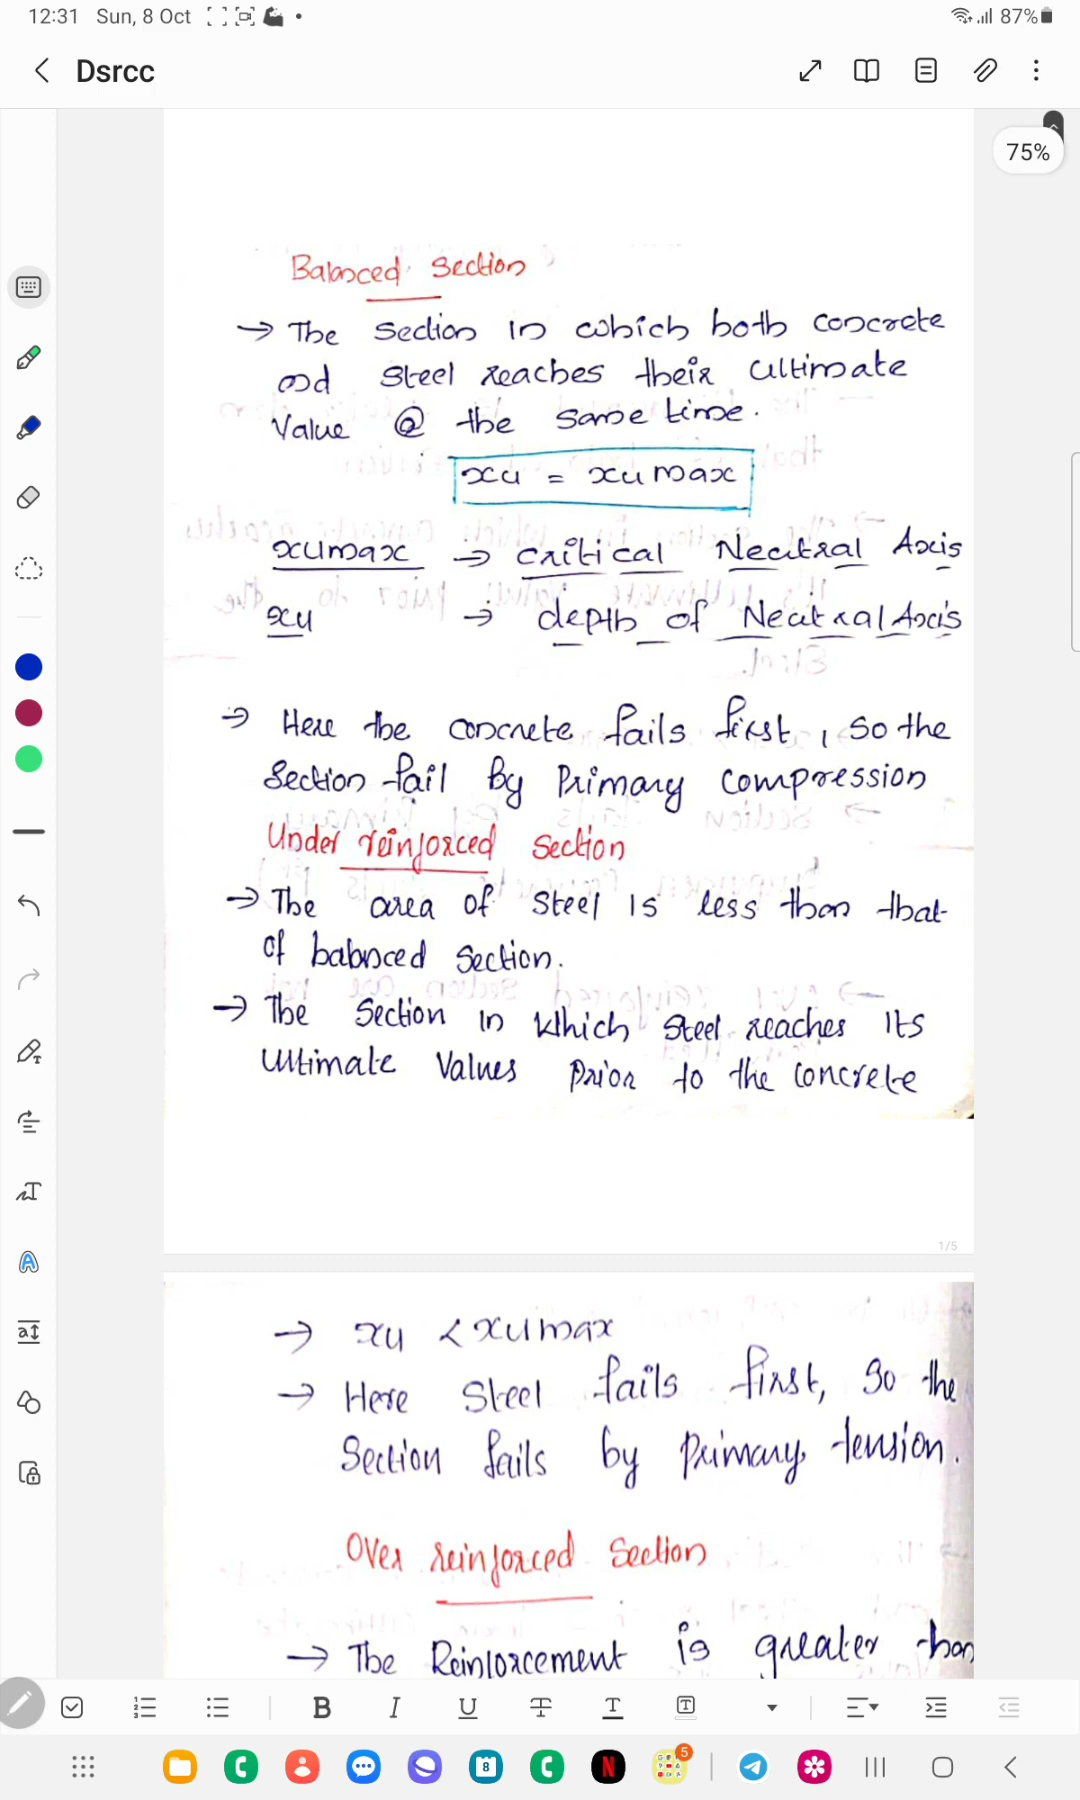 12:31 Sun, 8 Oct
87%
Dsrcc
75%
Balanced Section
→ The Section in which both concrete
and Steel reaches their ultimate
Value @ the same time.
xu = xu max
xumax → critical Neutral Axis
xu → depth of Neutral Axis
→ Here the concrete fails first, so the
Section fail by Primary compression
Under reinforced Section
→ The area of Steel is less than that
of balanced Section.
→ The Section in Which Steel reaches its
Ultimate Values Prior to the Concrete
1/5
→ xu < xumax
→ Here Steel fails first, So the
Section fails by primary tension.
Over reinforced Section
→ The Reinforcement is greater than
B I U T T T
8
N
5